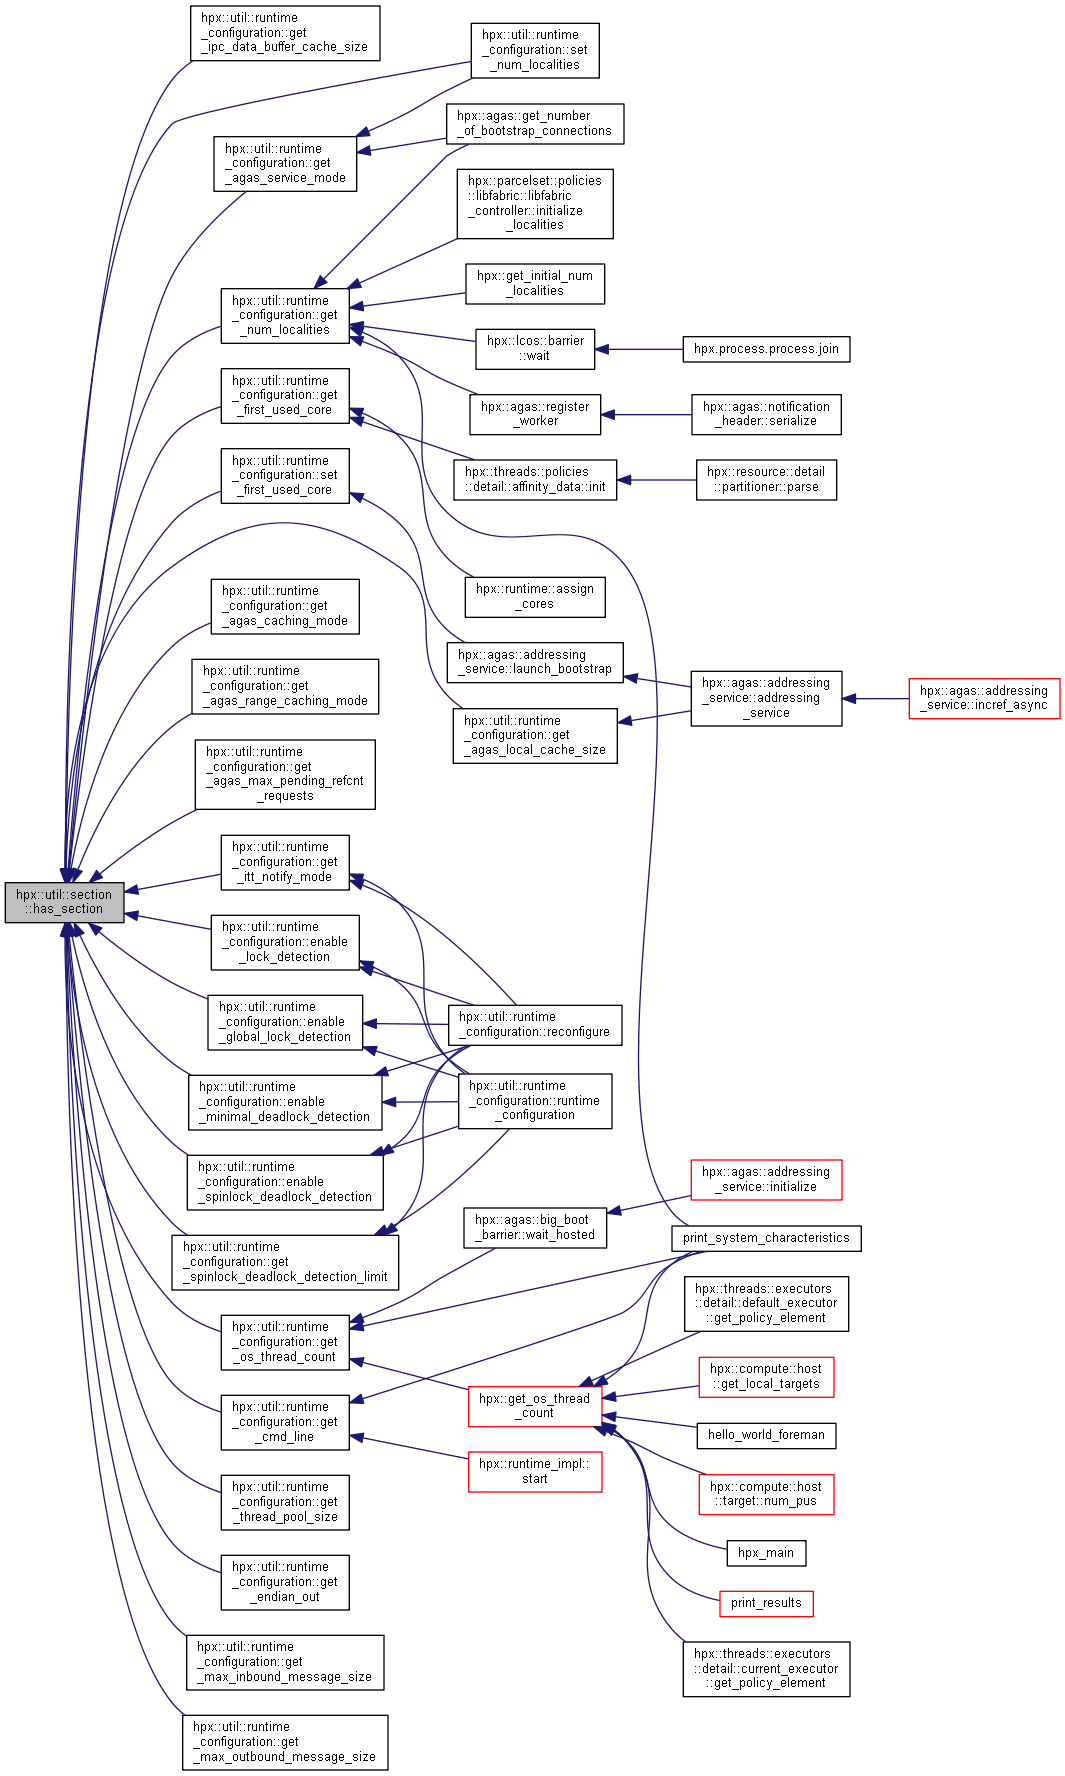 hpx::util::runtime
_configuration::get
_ipc_data_buffer_cache_size
hpx::util::runtime
_configuration::set
_num_localities
hpx::agas::get_number
_of_bootstrap_connections
hpx::util::runtime
_configuration::get
_agas_service_mode
hpx::parcelset::policies
::libfabric::libfabric
_controller::initialize
_localities
hpx::get_initial_num
_localities
hpx::util::runtime
_configuration::get
_num_localities
hpx::lcos::barrier
::wait
hpx.process.process.join
hpx::util::runtime
_configuration::get
_first_used_core
hpx::agas::register
_worker
hpx::agas::notification
_header::serialize
hpx::util::runtime
_configuration::set
_first_used_core
hpx::threads::policies
::detail::affinity_data::init
hpx::resource::detail
::partitioner::parse
hpx::util::runtime
_configuration::get
_agas_caching_mode
hpx::runtime::assign
_cores
hpx::agas::addressing
_service::launch_bootstrap
hpx::util::runtime
_configuration::get
_agas_range_caching_mode
hpx::agas::addressing
_service::addressing
_service
hpx::agas::addressing
_service::incref_async
hpx::util::runtime
_configuration::get
_agas_local_cache_size
hpx::util::runtime
_configuration::get
_agas_max_pending_refcnt
_requests
hpx::util::runtime
_configuration::get
_itt_notify_mode
hpx::util::section
::has_section
hpx::util::runtime
_configuration::enable
_lock_detection
hpx::util::runtime
_configuration::enable
_global_lock_detection
hpx::util::runtime
_configuration::reconfigure
hpx::util::runtime
_configuration::enable
_minimal_deadlock_detection
hpx::util::runtime
_configuration::runtime
_configuration
hpx::util::runtime
_configuration::enable
_spinlock_deadlock_detection
hpx::agas::addressing
_service::initialize
hpx::agas::big_boot
_barrier::wait_hosted
print_system_characteristics
hpx::util::runtime
_configuration::get
_spinlock_deadlock_detection_limit
hpx::threads::executors
::detail::default_executor
::get_policy_element
hpx::util::runtime
_configuration::get
_os_thread_count
hpx::compute::host
::get_local_targets
hpx::get_os_thread
_count
hpx::util::runtime
_configuration::get
_cmd_line
hello_world_foreman
hpx::runtime_impl::
start
hpx::compute::host
::target::num_pus
hpx::util::runtime
_configuration::get
_thread_pool_size
hpx_main
hpx::util::runtime
_configuration::get
_endian_out
print_results
hpx::util::runtime
_configuration::get
_max_inbound_message_size
hpx::threads::executors
::detail::current_executor
::get_policy_element
hpx::util::runtime
_configuration::get
_max_outbound_message_size